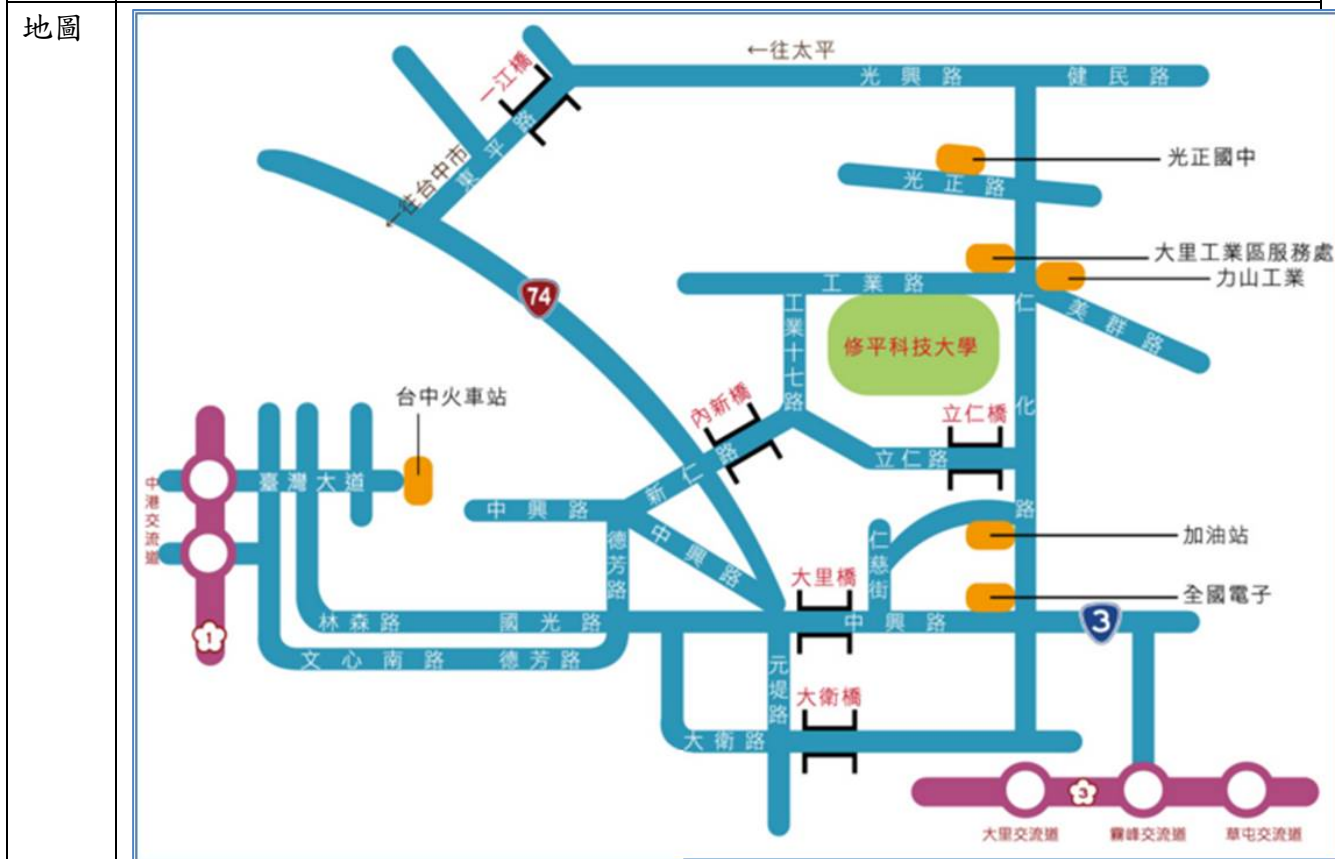 地圖
←往太平
光興路
健民路
一江橋
東平路
←往台中市
光正國中
光正路
大里工業區服務處
力山工業
工業路
74
美群路
工業十七路
修平科技大學
仁化路
台中火車站
內新橋
立仁橋
臺灣大道
新仁路
立仁路
中港交流道
中興路
中興路
德芳路
仁慈街
加油站
大里橋
全國電子
1
林森路
國光路
中興路
3
文心南路
德芳路
元堤路
大衛橋
大衛路
3
大里交流道
霧峰交流道
草屯交流道